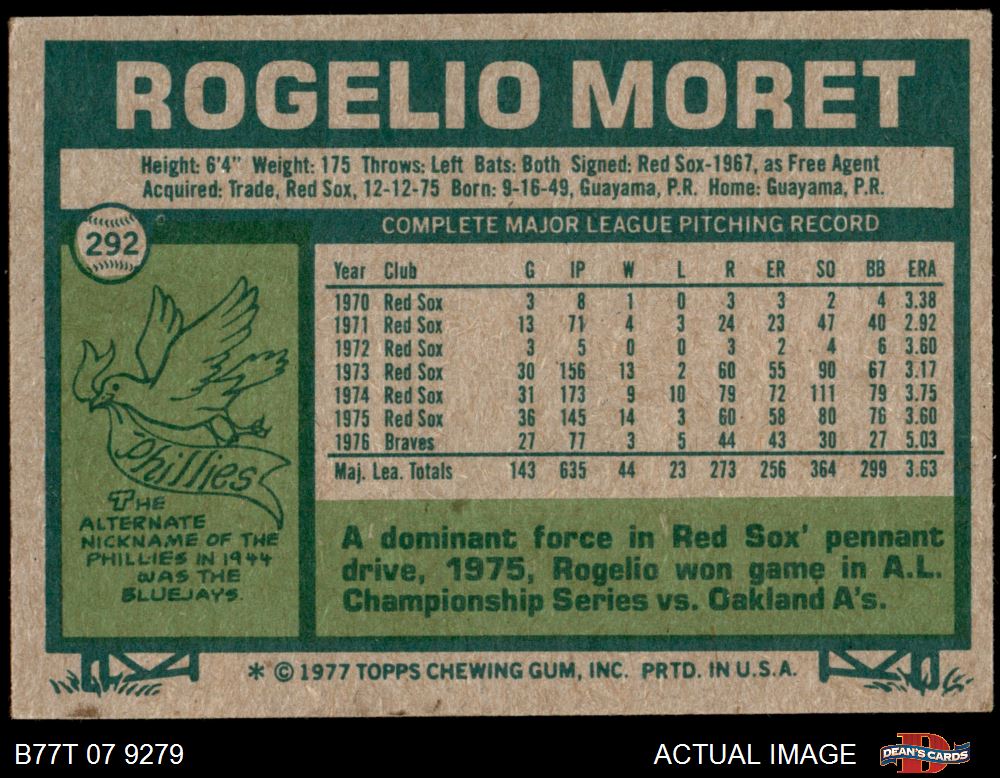 ROGELIO MORET
Height: 6'4" Weight: 175 Throws: Left Bats: Both Signed: Red Sox-1967, as Free Agent
Acquired: Trade, Red Sox, 12-12-75 Born: 9-16-49, Guayama, P.R. Home: Guayama, P.R.
292
COMPLETE MAJOR LEAGUE PITCHING RECORD
Year Club G IP W L R ER SO BB ERA
1970 Red Sox 3 8 1 0 3 3 2 4 3.38
1971 Red Sox 13 71 4 3 24 23 47 40 2.92
1972 Red Sox 3 5 0 0 3 2 4 6 3.60
1973 Red Sox 30 156 13 2 60 55 90 67 3.17
1974 Red Sox 31 173 9 10 79 72 111 79 3.75
1975 Red Sox 36 145 14 3 60 58 80 76 3.60
1976 Braves 27 77 3 5 44 43 30 27 5.03
Maj. Lea. Totals 143 635 44 23 273 256 364 299 3.63
Phillies
THE
ALTERNATE
NICKNAME OF THE
PHILLIES IN 1944
WAS THE
BLUEJAYS.
A dominant force in Red Sox' pennant
drive, 1975, Rogelio won game in A.L.
Championship Series vs. Oakland A's.
* © 1977 TOPPS CHEWING GUM, INC. PRTD. IN U.S.A.
B77T 07 9279
ACTUAL IMAGE
D
DEAN'S CARDS